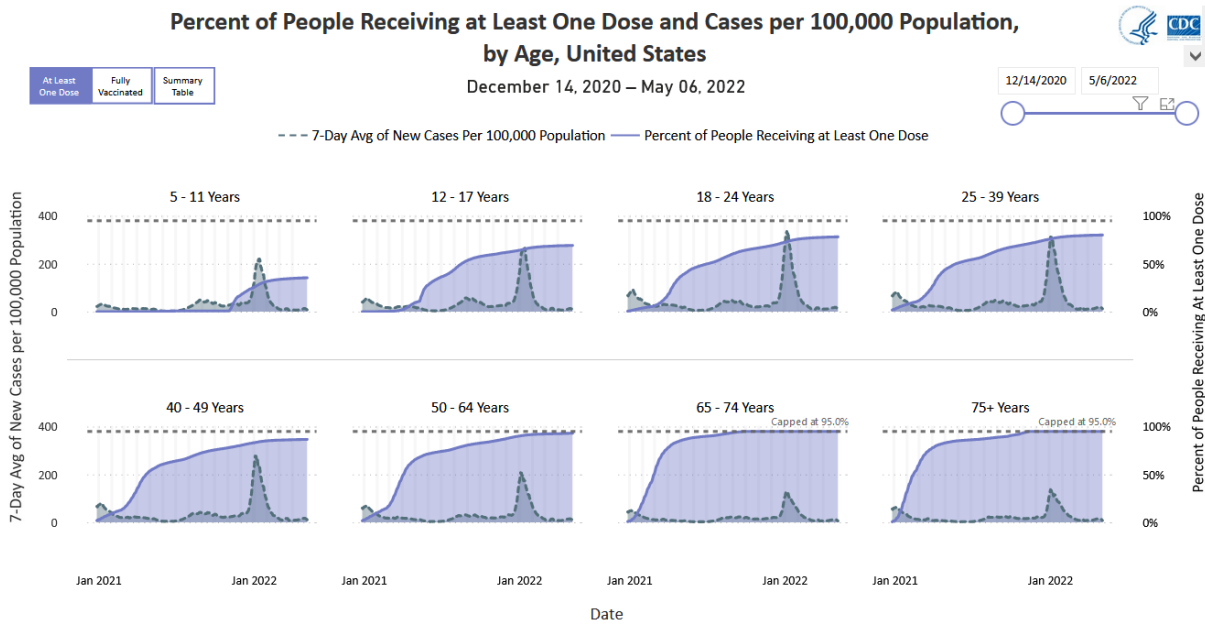 Percent of People Receiving at Least One Dose and Cases per 100,000 Population,
by Age, United States
December 14, 2020 – May 06, 2022
CDC
At Least
One Dose
Fully
Vaccinated
Summary
Table
12/14/2020
5/6/2022
7-Day Avg of New Cases Per 100,000 Population
Percent of People Receiving at Least One Dose
7-Day Avg of New Cases per 100,000 Population
5 - 11 Years
12 - 17 Years
18 - 24 Years
25 - 39 Years
400
200
0
100%
50%
0%
40 - 49 Years
50 - 64 Years
65 - 74 Years
75+ Years
Capped at 95.0%
Capped at 95.0%
400
200
0
100%
50%
0%
Percent of People Receiving At Least One Dose
Jan 2021
Jan 2022
Jan 2021
Jan 2022
Jan 2021
Jan 2022
Jan 2021
Jan 2022
Date